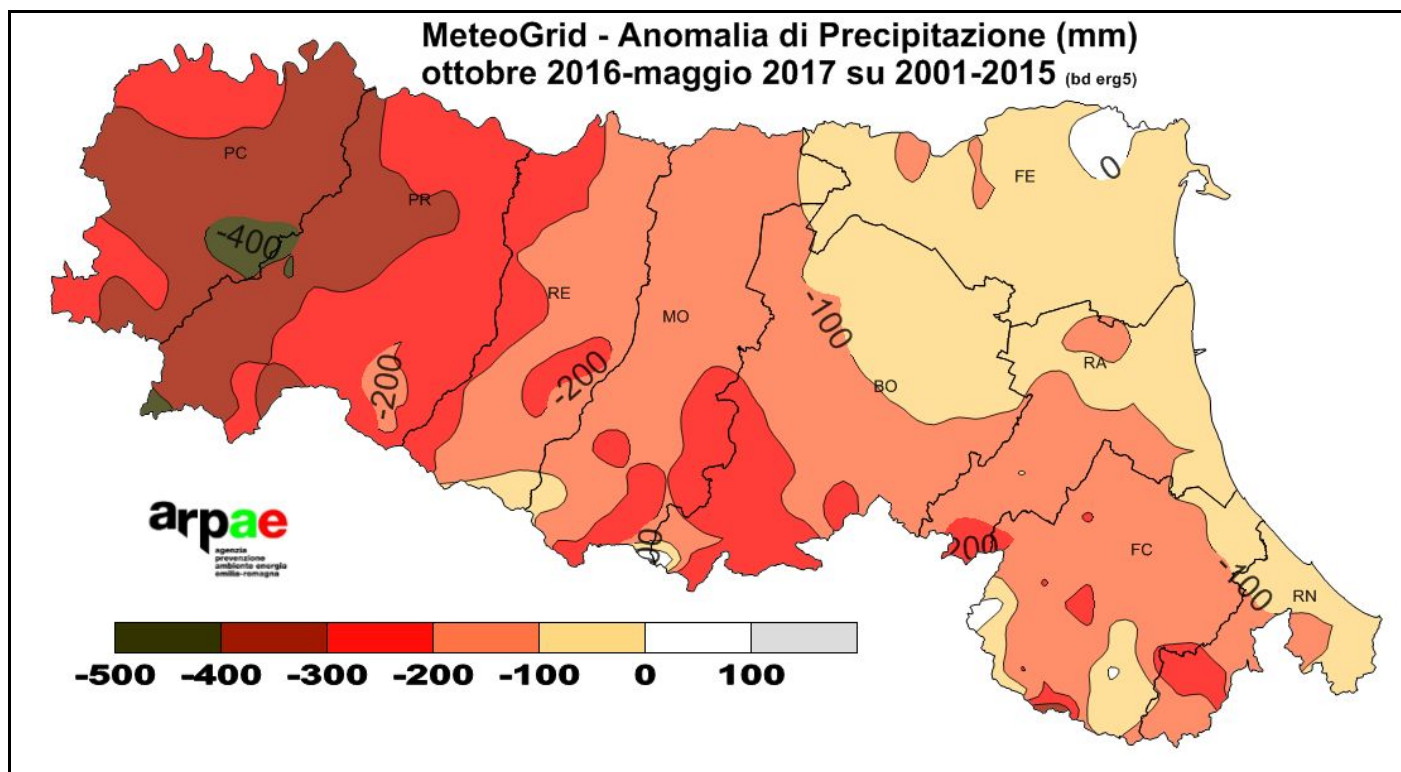 MeteoGrid - Anomalia di Precipitazione (mm)
ottobre 2016-maggio 2017 su 2001-2015 (bd erg5)
PC
FE
0
PR
-400
RE
-100
MO
RA
-200
-200
BO
00
200
FC
-100
RN
arpae
agenzia
prevenzione
ambiente energia
emilia-romagna
-500 -400 -300 -200 -100 0 100